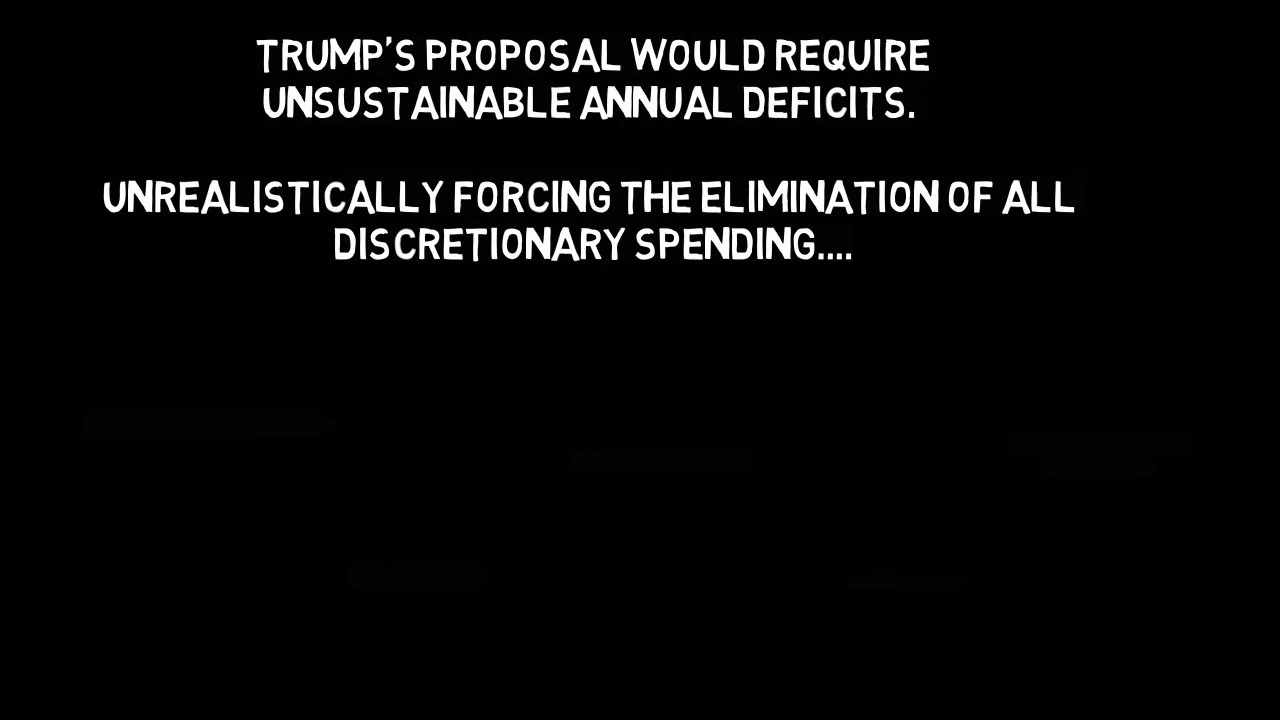 TRUMP'S PROPOSAL WOULD REQUIRE
UNSUSTAINABLE ANNUAL DEFICITS.
UNREALISTICALLY FORCING THE ELIMINATION OF ALL
DISCRETIONARY SPENDING....